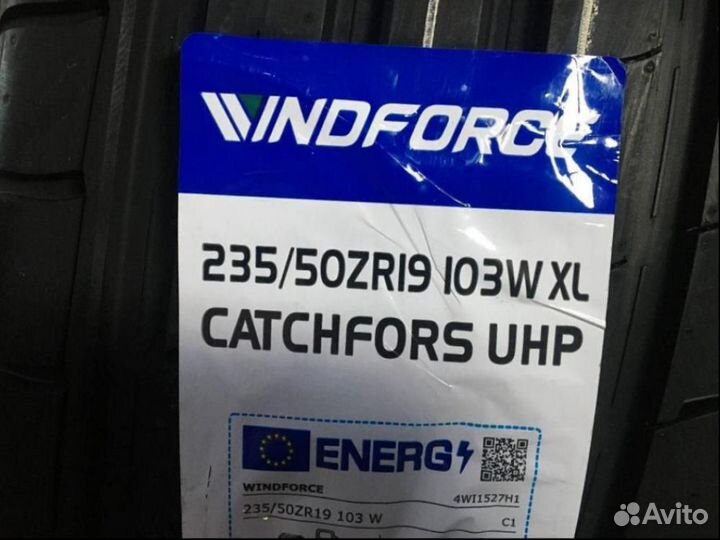 WINDFORCE
235/50ZR19 103W XL
CATCHFORS UHP
ENERG
WINDFORCE 4WI1527H1
235/50ZR19 103 W C1
Avito